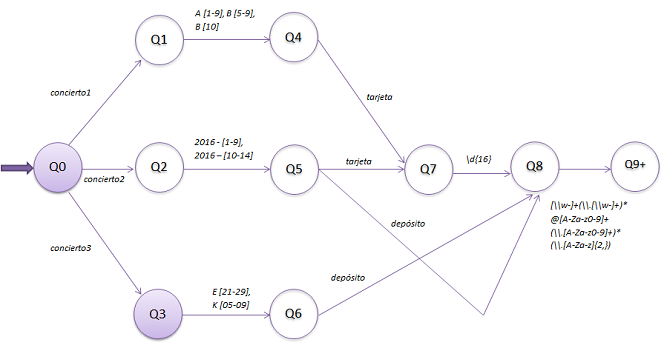 A [1-9], B [5-9],
B [10]
Q1
Q4
concierto1
tarjeta
2016 - [1-9],
2016 – [10-14]
Q0
concierto2
Q2
Q5
tarjeta
Q7
\d{16}
Q8
Q9+
[\\w-]+(\\.[\\w-]+)*
@[A-Za-z0-9]+
(\\.[A-Za-z0-9]+)*
(\\.[A-Za-z]{2,})
depósito
concierto3
E [21-29],
K [05-09]
depósito
Q3
Q6